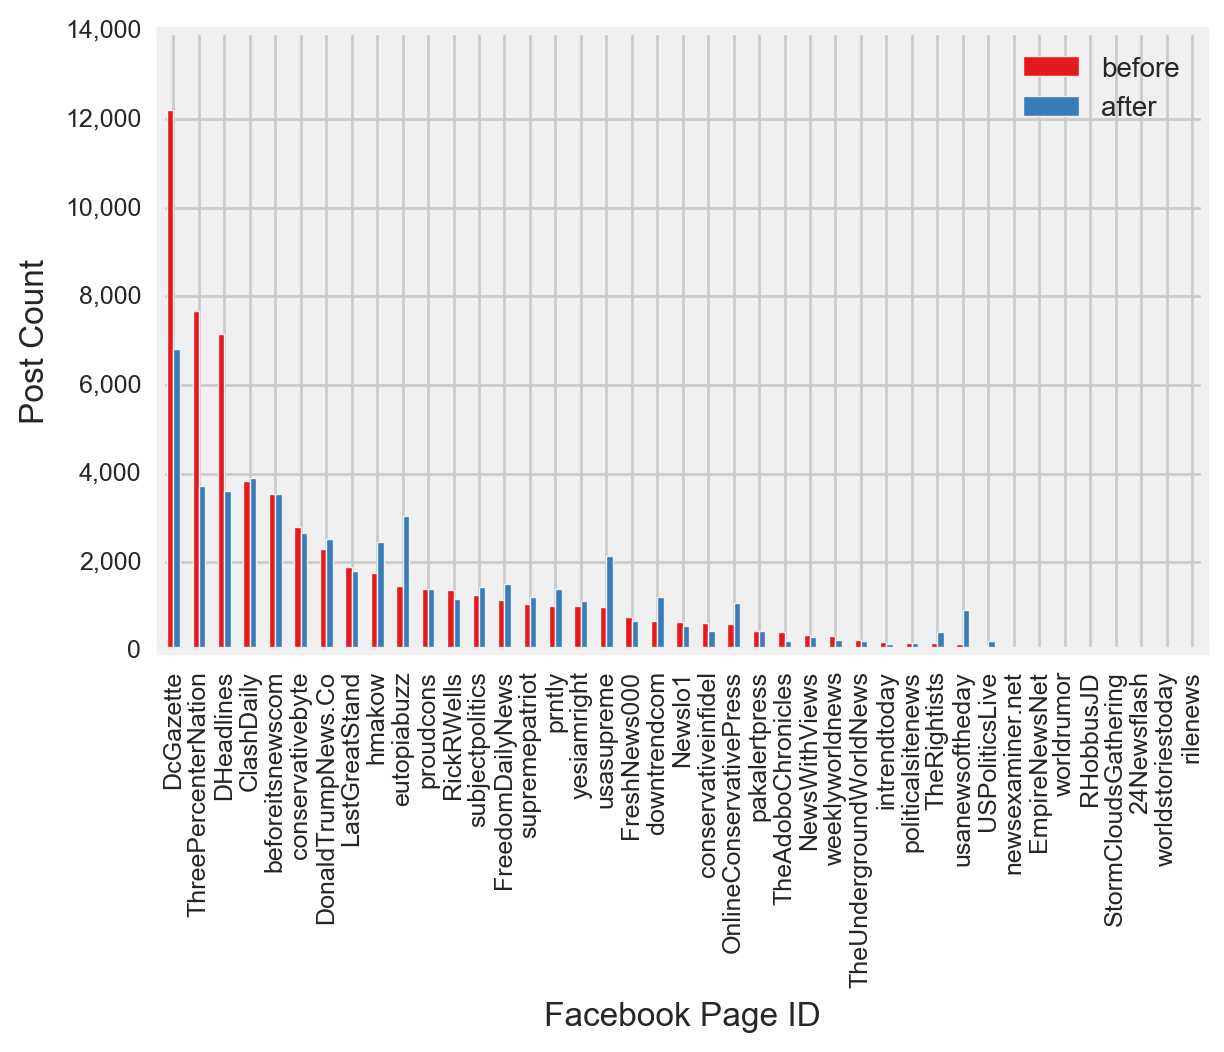 14,000
12,000
10,000
8,000
6,000
4,000
2,000
0
Post Count
before
after
DcGazette
ThreePercenterNation
DHeadlines
ClashDaily
beforeitsnewscom
conservativebyte
DonaldTrumpNews.Co
LastGreatStand
hmakow
eutopiabuzz
proudcons
RickRWells
subjectpolitics
FreedomDailyNews
supremepatriot
prntly
yesiamright
usasupreme
FreshNews000
downtrendcom
Newslo1
conservativeinfidel
OnlineConservativePress
pakalertpress
TheAdoboChronicles
NewsWithViews
weeklyworldnews
TheUndergroundWorldNews
intrendtoday
politicalsitenews
TheRightists
usanewsoftheday
USPoliticsLive
newsexaminer.net
EmpireNewsNet
worldrumor
RHobbusJD
StormCloudsGathering
24Newsflash
worldstoriestoday
rilenews
Facebook Page ID